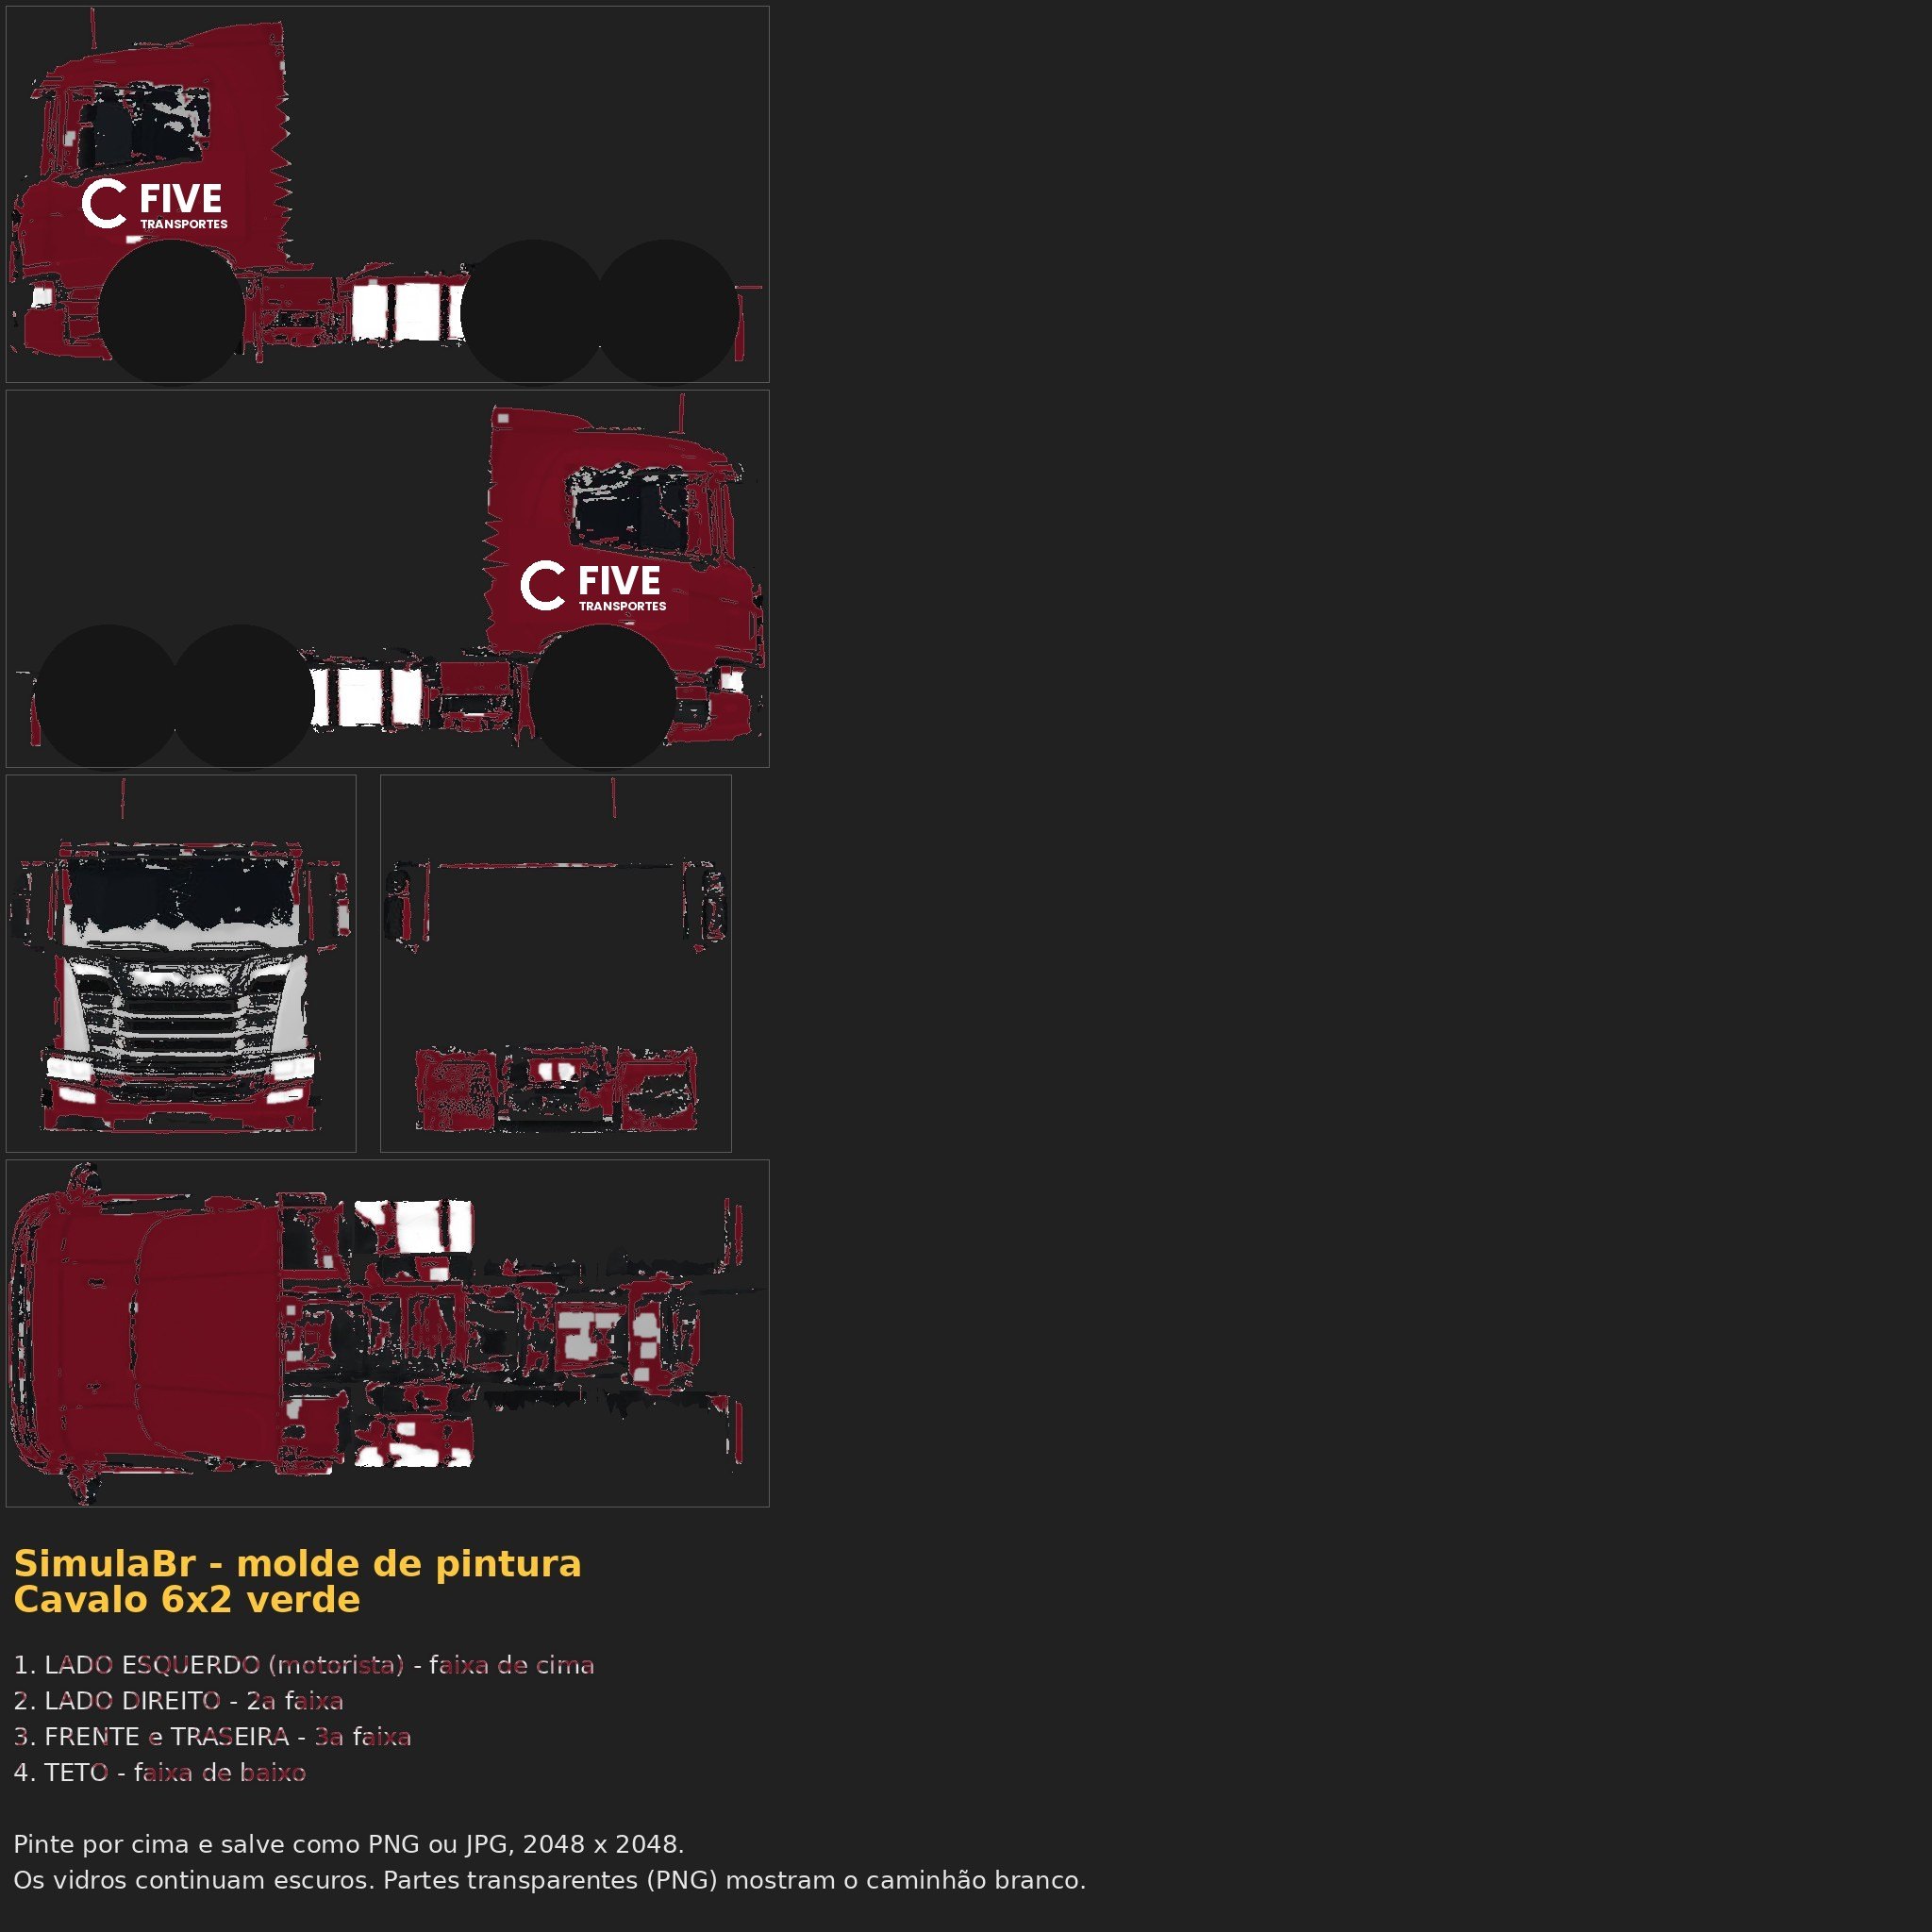 FIVE
TRANSPORTES
FIVE
TRANSPORTES
SimulaBr - molde de pintura
Cavalo 6x2 verde
1. LADO ESQUERDO (motorista) - faixa de cima
2. LADO DIREITO - 2a faixa
3. FRENTE e TRASEIRA - 3a faixa
4. TETO - faixa de baixo
Pinte por cima e salve como PNG ou JPG, 2048 x 2048.
Os vidros continuam escuros. Partes transparentes (PNG) mostram o caminhão branco.